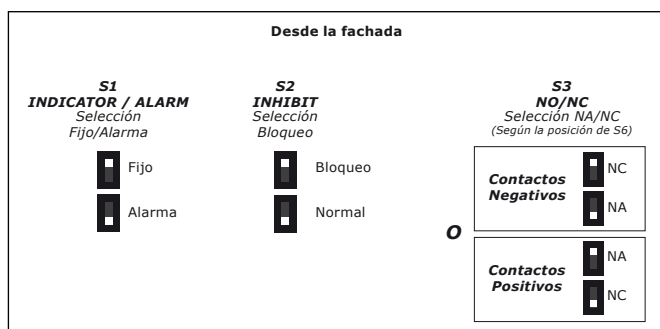 Desde la fachada
S1
INDICATOR / ALARM
Selección
Fijo/Alarma
Fijo
Alarma
S2
INHIBIT
Selección
Bloqueo
Bloqueo
Normal
S3
NO/NC
Selección NA/NC
(Según la posición de S6)
Contactos
Negativos
NC
NA
O
Contactos
Positivos
NA
NC